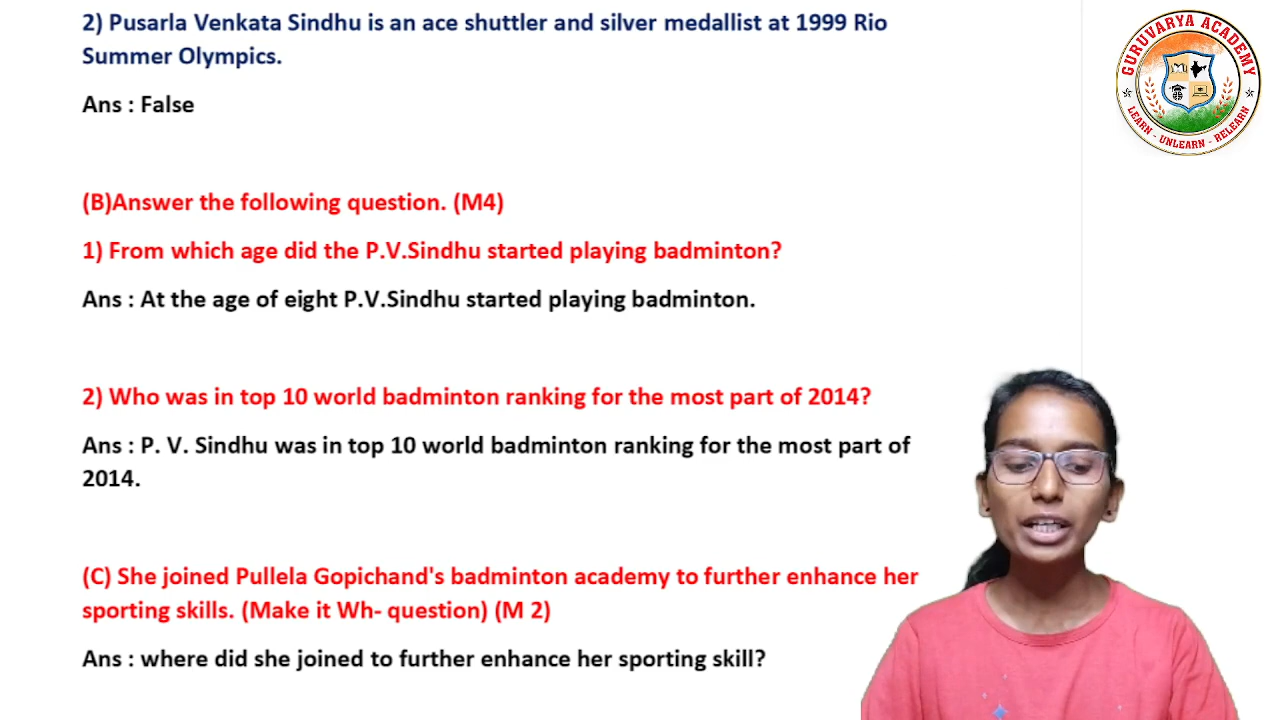 2) Pusarla Venkata Sindhu is an ace shuttler and silver medallist at 1999 Rio
Summer Olympics.
Ans : False
(B)Answer the following question. (M4)
1) From which age did the P.V.Sindhu started playing badminton?
Ans : At the age of eight P.V.Sindhu started playing badminton.
2) Who was in top 10 world badminton ranking for the most part of 2014?
Ans : P. V. Sindhu was in top 10 world badminton ranking for the most part of
2014.
(C) She joined Pullela Gopichand's badminton academy to further enhance her
sporting skills. (Make it Wh- question) (M 2)
Ans : where did she joined to further enhance her sporting skill?
GURUVARYA ACADEMY
LEARN - UNLEARN - RELEARN